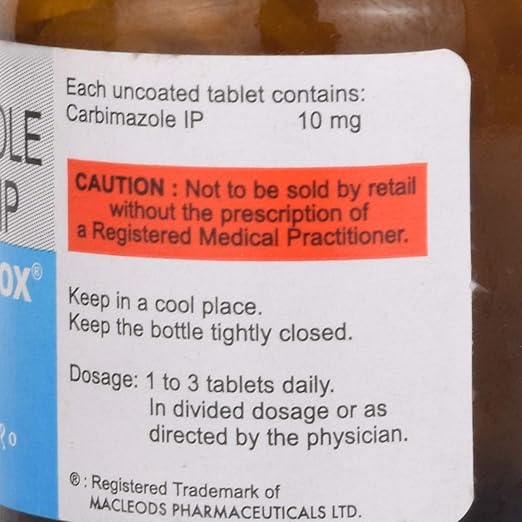 OLE
IP
ox®
Each uncoated tablet contains:
Carbimazole IP 10 mg
CAUTION : Not to be sold by retail
without the prescription of
a Registered Medical Practitioner.
Keep in a cool place.
Keep the bottle tightly closed.
Dosage: 1 to 3 tablets daily.
In divided dosage or as
directed by the physician.
® : Registered Trademark of
MACLEODS PHARMACEUTICALS LTD.